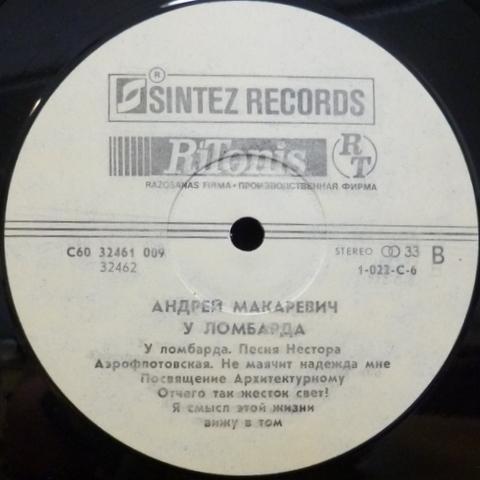 ®
SINTEZ RECORDS
RiTonis RT
RAŽOŠANAS FIRMA • ПРОИЗВОДСТВЕННАЯ ФИРМА
С60 32461 009
32462
STEREO 33 B
1-022-C-6
АНДРЕЙ МАКАРЕВИЧ
У ЛОМБАРДА
У ломбарда. Песня Нестора
Аэрофлотовская. Не маячит надежда мне
Посвящение Архитектурному
Отчего так жесток свет!
Я смысл этой жизни
вижу в том